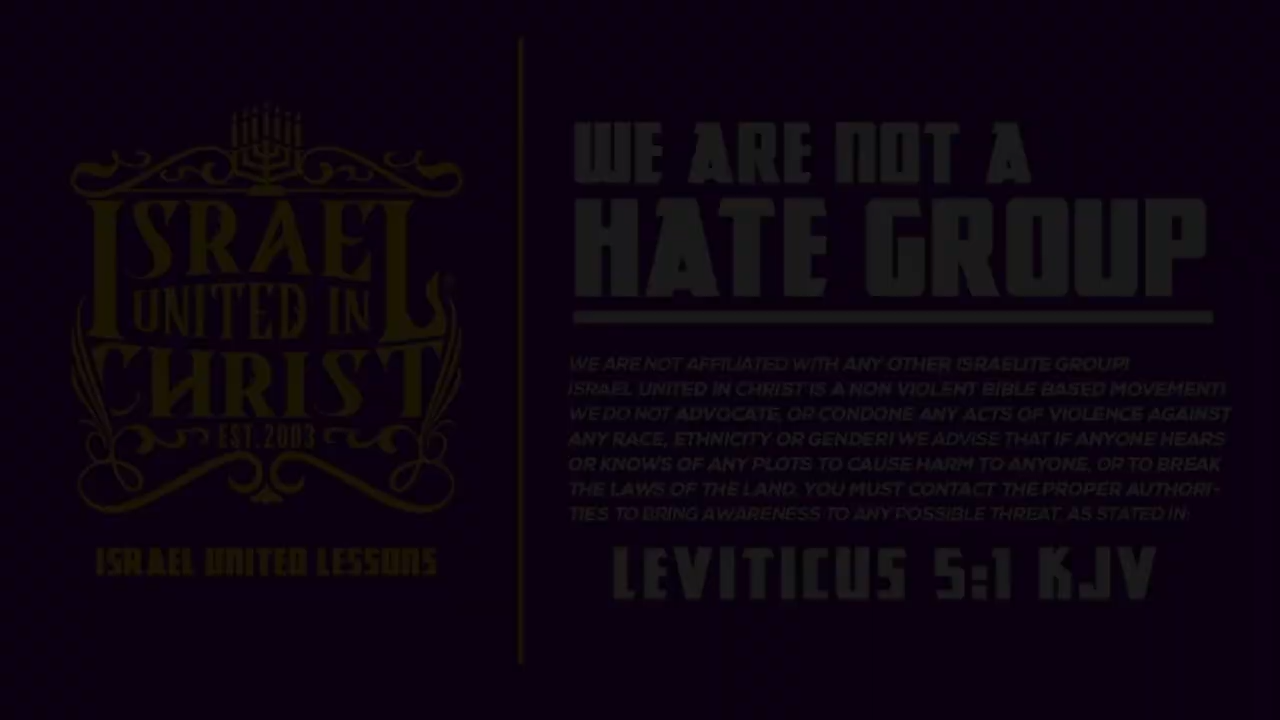 ISRAEL
UNITED IN
CHRIST
EST. 2003
ISRAEL UNITED LESSONS
WE ARE NOT A
HATE GROUP
WE ARE NOT AFFILIATED WITH ANY OTHER ISRAELITE GROUP!
ISRAEL UNITED IN CHRIST IS A NON VIOLENT BIBLE BASED MOVEMENT!
WE DO NOT ADVOCATE, OR CONDONE ANY ACTS OF VIOLENCE AGAINST
ANY RACE, ETHNICITY OR GENDER! WE ADVISE THAT IF ANYONE HEARS
OR KNOWS OF ANY PLOTS TO CAUSE HARM TO ANYONE, OR TO BREAK
THE LAWS OF THE LAND. YOU MUST CONTACT THE PROPER AUTHORI-
TIES TO BRING AWARENESS TO ANY POSSIBLE THREAT. AS STATED IN:
LEVITICUS 5:1 KJV